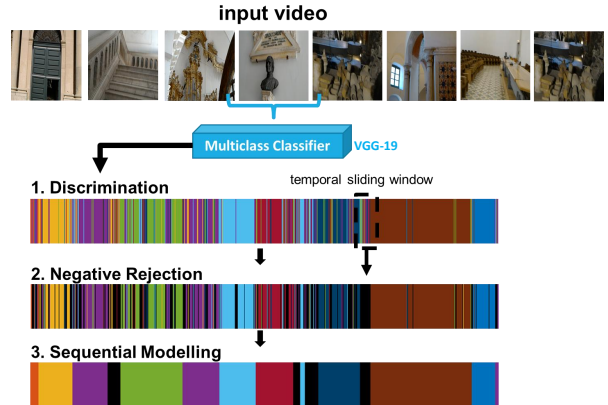 input video
Multiclass Classifier
VGG-19
1. Discrimination
temporal sliding window
2. Negative Rejection
3. Sequential Modelling